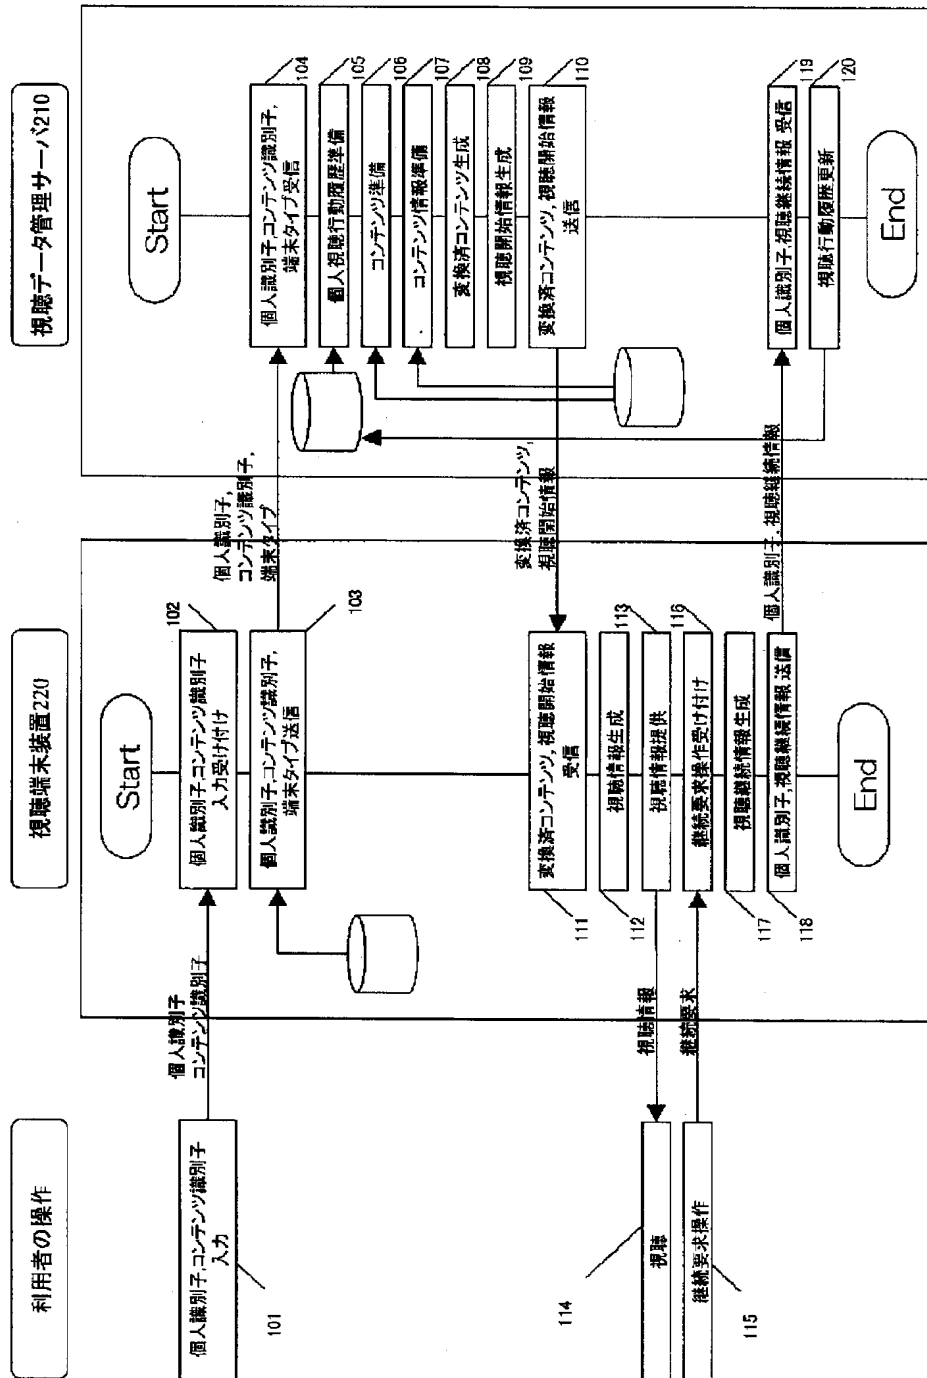 利用者の操作
個人識別子,コンテンツ識別子
入力
101
視聴
114
継続要求操作
115
個人識別子
コンテンツ識別子
視聴情報
継続要求
視聴端末装置220
Start
個人識別子,コンテンツ識別子
入力受け付け
102
個人識別子,コンテンツ識別子,
端末タイプ送信
103
変換済コンテンツ,視聴開始情報
受信
111
視聴情報生成
112
視聴情報提供
113
継続要求操作受け付け
116
視聴継続情報生成
117
個人識別子,視聴継続情報 送信
118
End
個人識別子,
コンテンツ識別子,
端末タイプ
変換済コンテンツ,
視聴開始情報
個人識別子,視聴継続情報
視聴データ管理サーバ210
Start
個人識別子,コンテンツ識別子,
端末タイプ受信
104
個人視聴行動履歴準備
105
コンテンツ準備
106
コンテンツ情報準備
107
変換済コンテンツ生成
108
視聴開始情報生成
109
変換済コンテンツ,視聴開始情報
送信
110
個人識別子,視聴継続情報 受信
119
視聴行動履歴更新
120
End